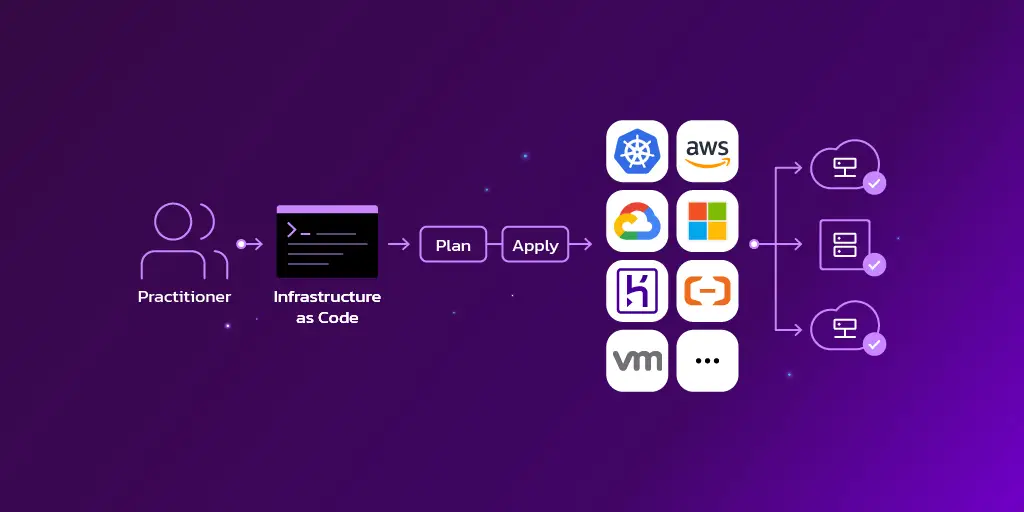 Practitioner
Infrastructure
as Code
Plan
Apply
aws
vm